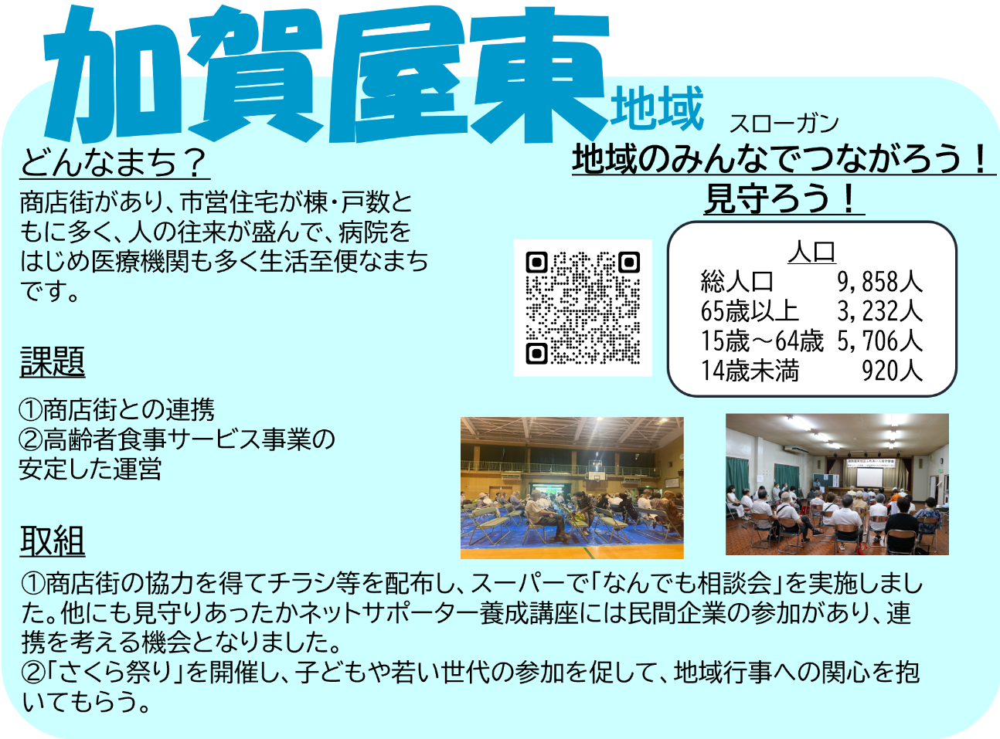 加賀屋東地域
スローガン
地域のみんなでつながろう！
見守ろう！
どんなまち？
商店街があり、市営住宅が棟・戸数と
もに多く、人の往来が盛んで、病院を
はじめ医療機関も多く生活至便なまち
です。
人口
総人口 9,858人
65歳以上 3,232人
15歳～64歳 5,706人
14歳未満 920人
課題
①商店街との連携
②高齢者食事サービス事業の
安定した運営
取組
①商店街の協力を得てチラシ等を配布し、スーパーで「なんでも相談会」を実施しまし
た。他にも見守りあったかネットサポーター養成講座には民間企業の参加があり、連
携を考える機会となりました。
②「さくら祭り」を開催し、子どもや若い世代の参加を促して、地域行事への関心を抱
いてもらう。